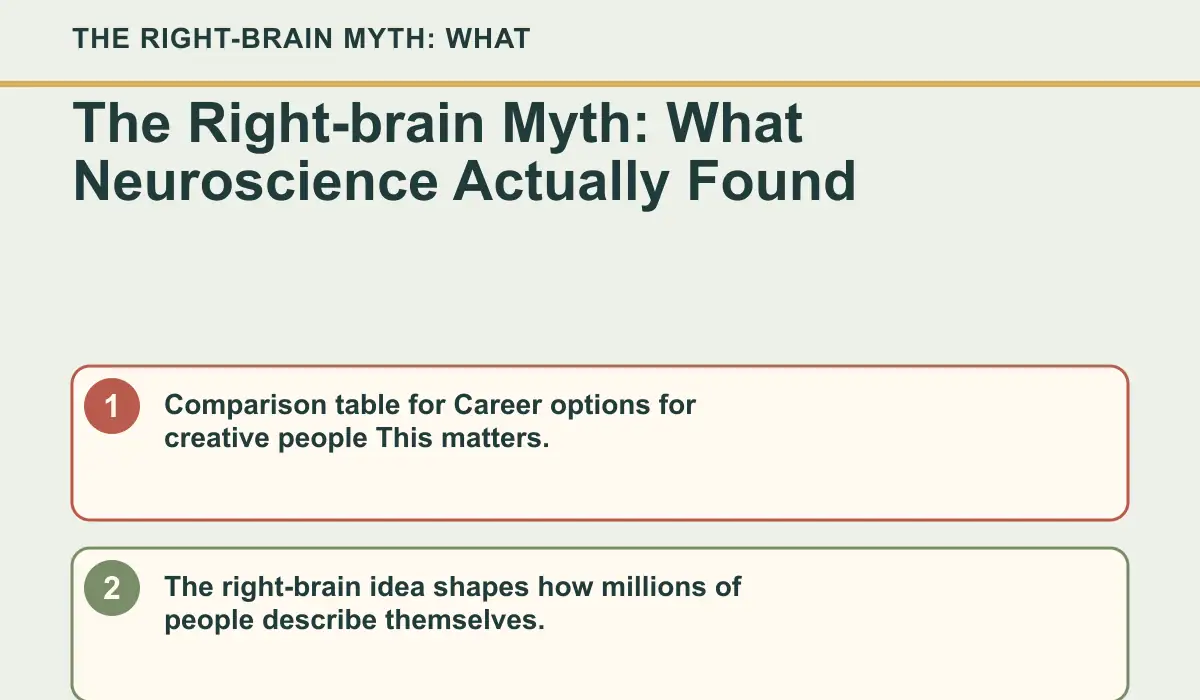 THE RIGHT-BRAIN MYTH: WHAT
The Right-brain Myth: What
Neuroscience Actually Found
1
Comparison table for Career options for
creative people This matters.
2
The right-brain idea shapes how millions of
people describe themselves.